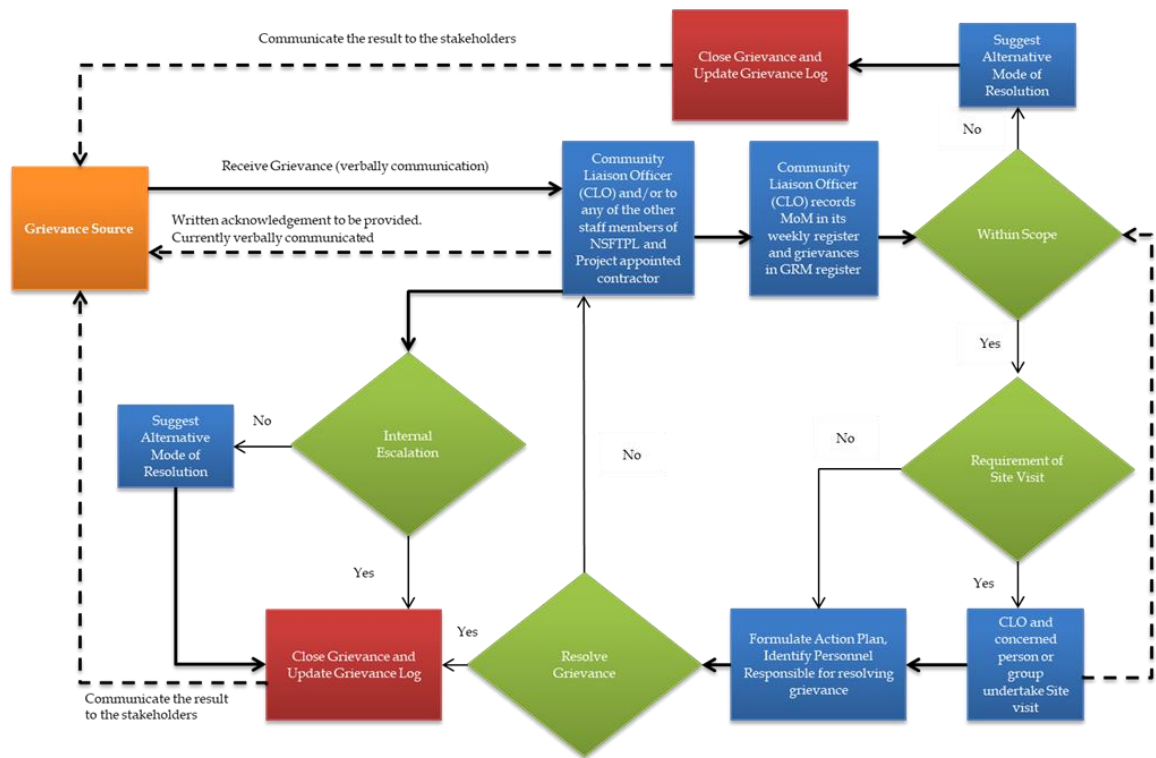 Communicate the result to the stakeholders
Close Grievance and
Update Grievance Log
Suggest
Alternative
Mode of
Resolution
No
Receive Grievance (verbally communication)
Grievance Source
Written acknowledgement to be provided.
Currently verbally communicated
Community
Liaison Officer
(CLO) and/or to
any of the other
staff members of
NSFTPL and
Project appointed
contractor
Community
Liaison Officer
(CLO) records
MoM in its
weekly register
and grievances
in GRM register
Within Scope
Yes
Internal
Escalation
No
Suggest
Alternative
Mode of
Resolution
Yes
No
No
Requirement of
Site Visit
Yes
Close Grievance and
Update Grievance Log
Yes
Resolve
Grievance
Formulate Action Plan,
Identify Personnel
Responsible for resolving
grievance
CLO and
concerned
person or
group
undertake Site
visit
Communicate the result
to the stakeholders